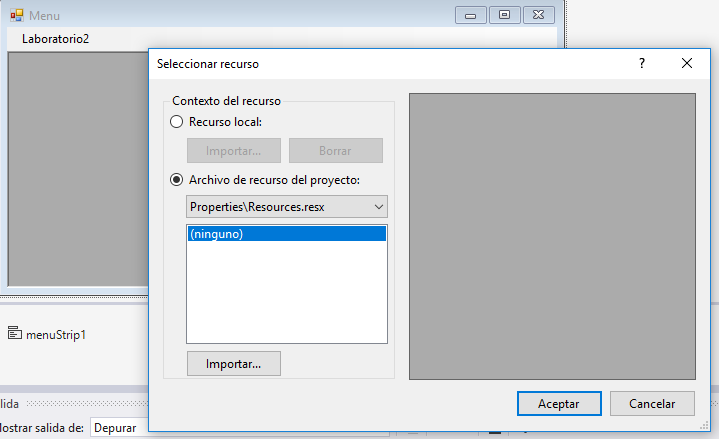 Menu
Laboratorio2
Seleccionar recurso
?
Contexto del recurso
Recurso local:
Importar...
Borrar
Archivo de recurso del proyecto:
Properties\Resources.resx
(ninguno)
Importar...
menuStrip1
Aceptar
Cancelar
lida
ostrar salida de:
Depurar